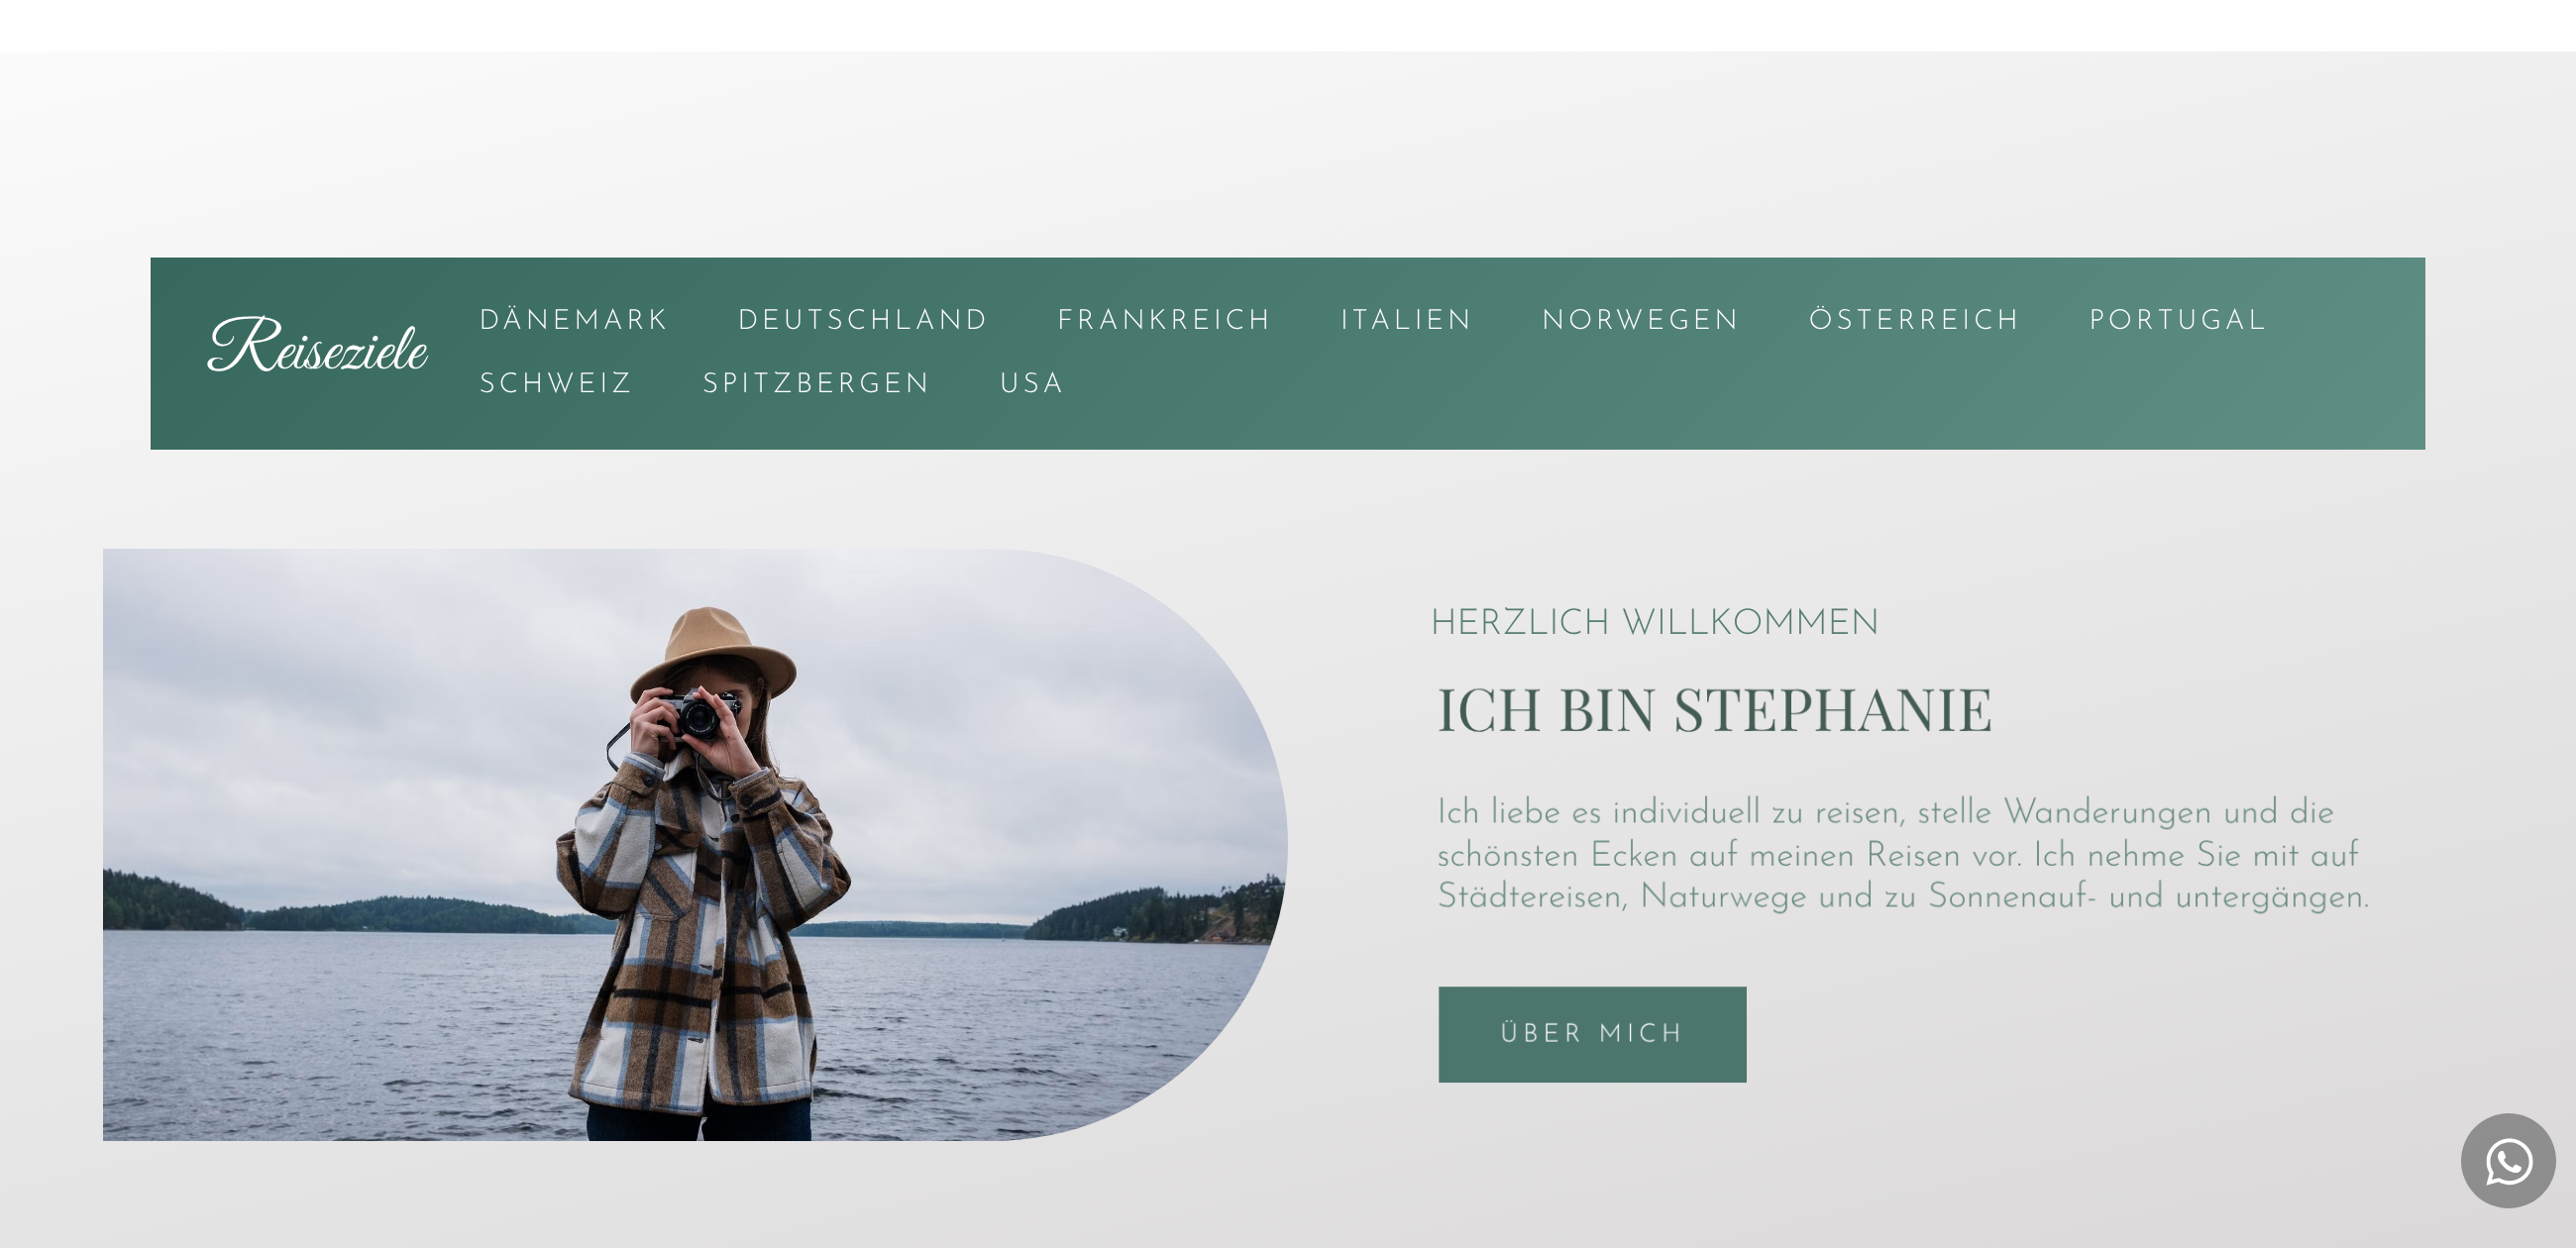 Reiseziele
DÄNEMARK DEUTSCHLAND FRANKREICH ITALIEN NORWEGEN ÖSTERREICH PORTUGAL
SCHWEIZ SPITZBERGEN USA
HERZLICH WILLKOMMEN
ICH BIN STEPHANIE
Ich liebe es individuell zu reisen, stelle Wanderungen und die
schönsten Ecken auf meinen Reisen vor. Ich nehme Sie mit auf
Städtereisen, Naturwege und zu Sonnenauf- und untergängen.
ÜBER MICH